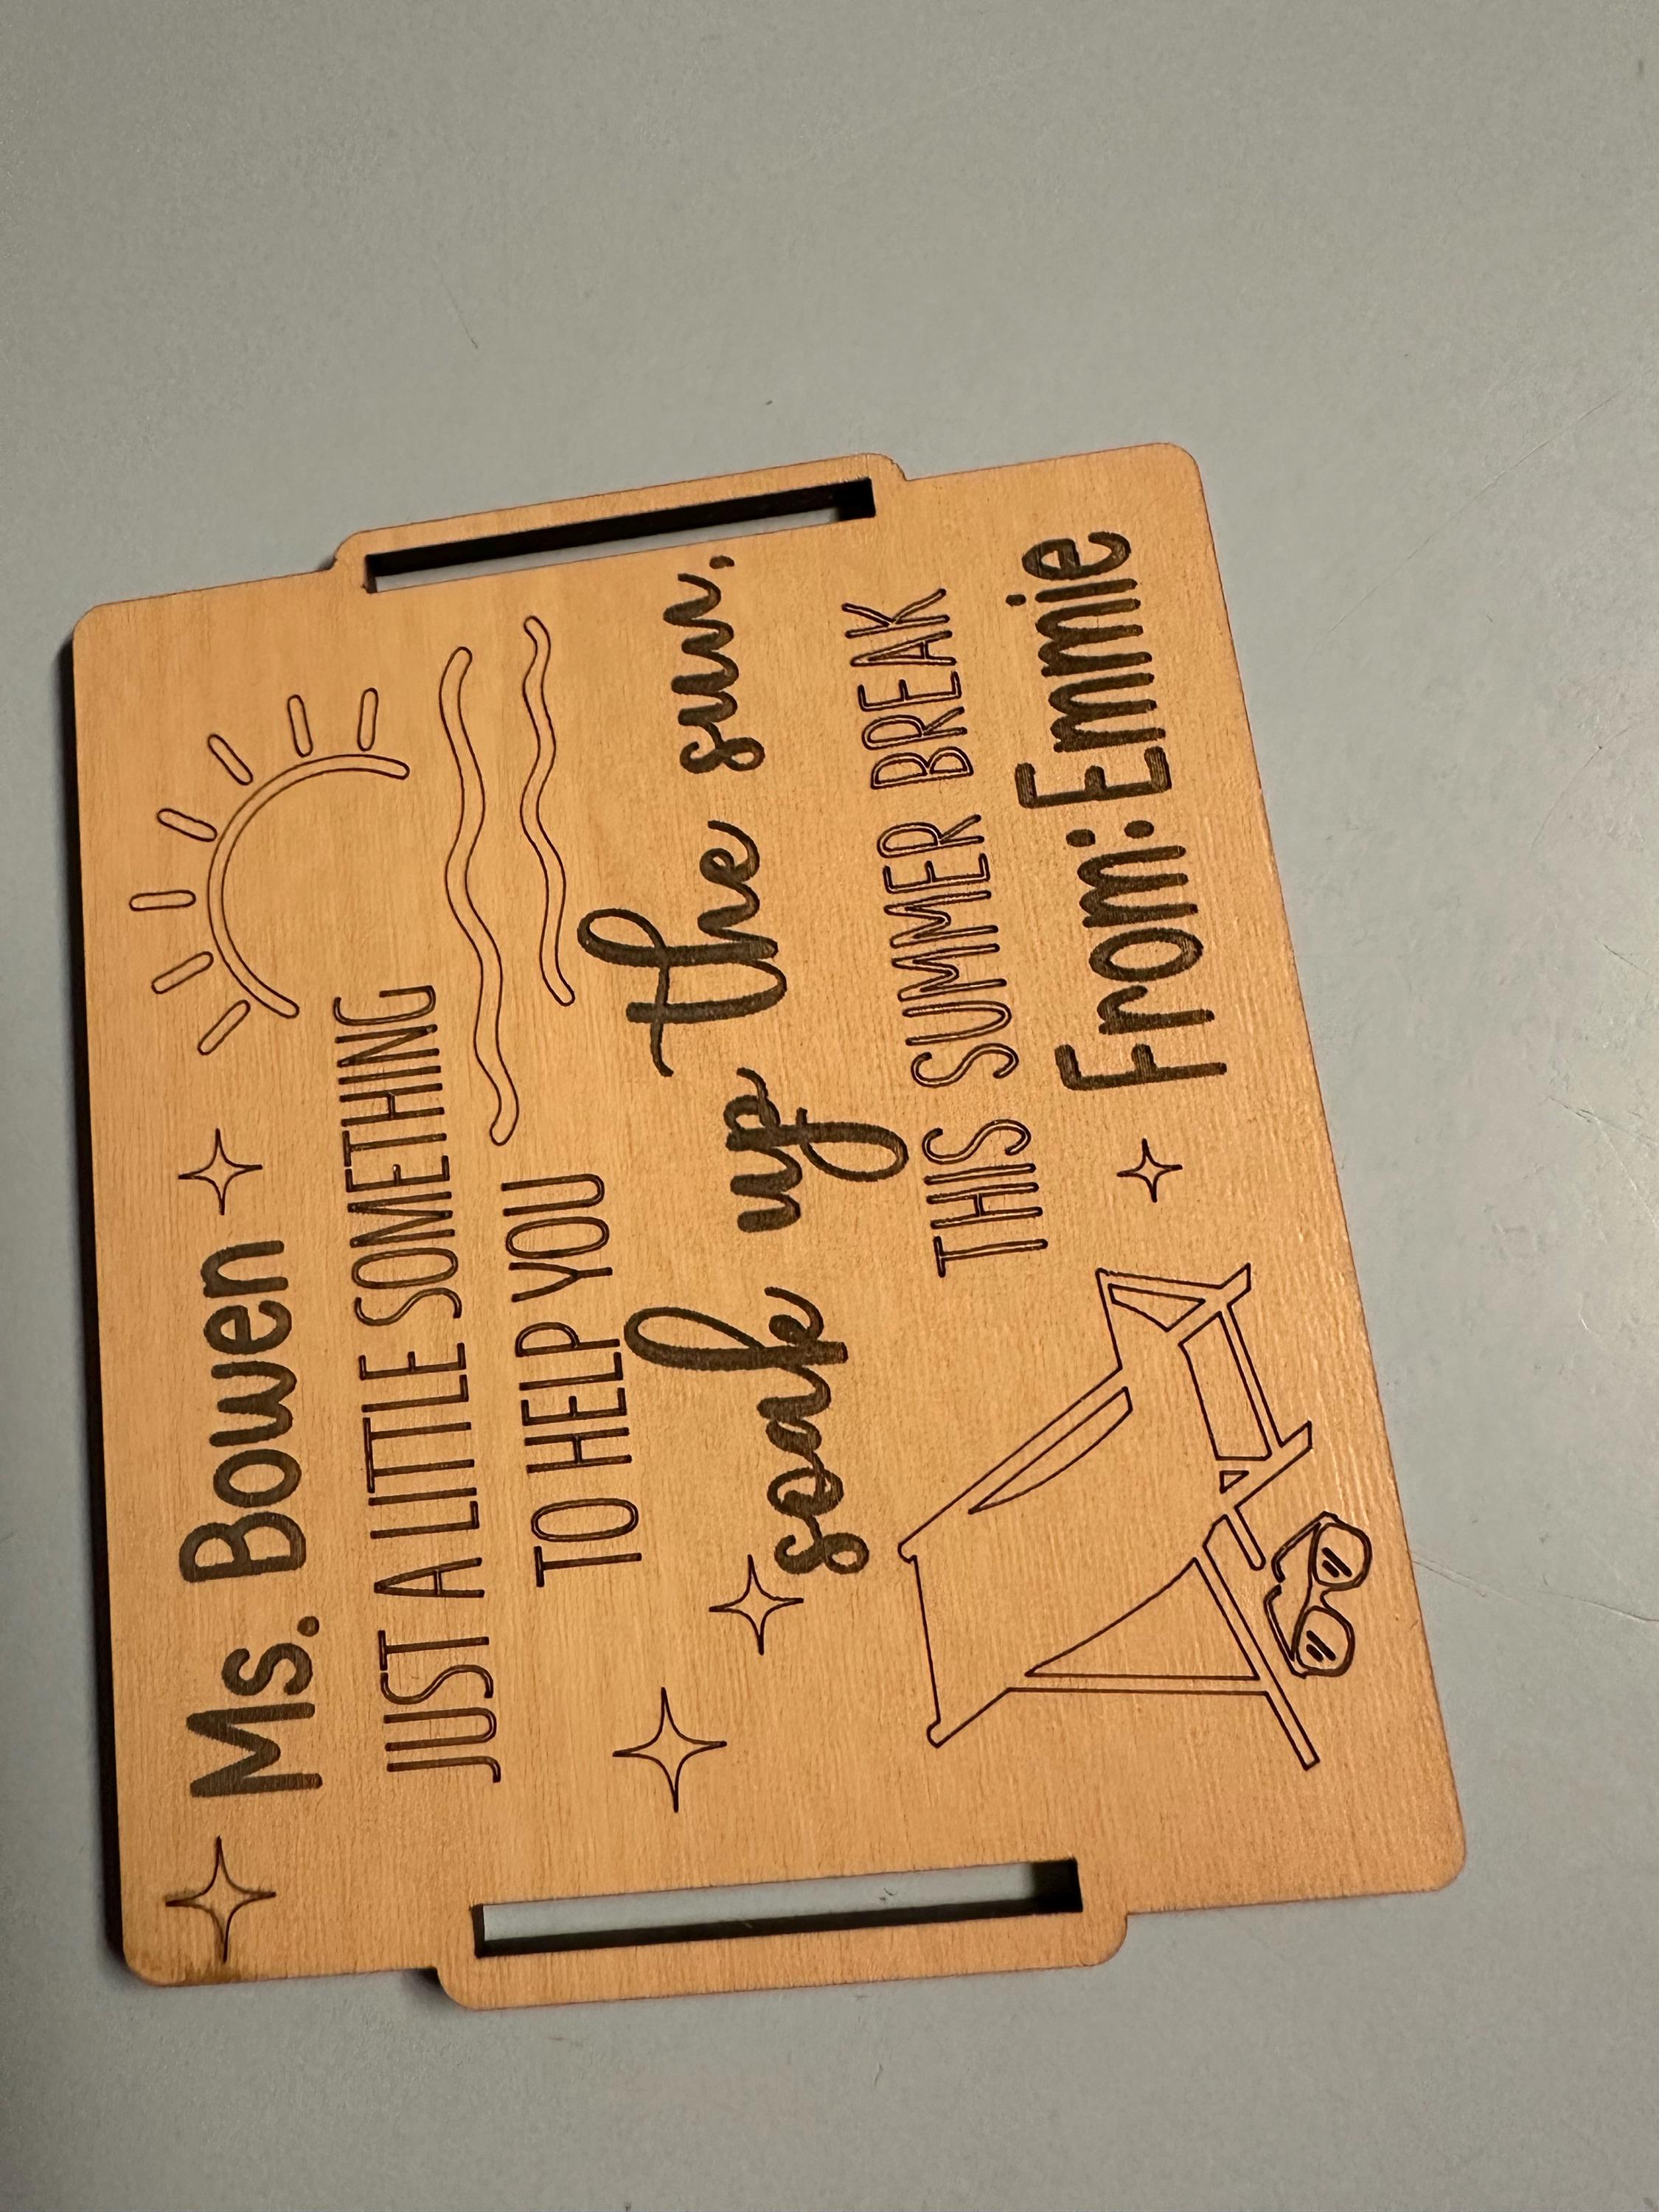 Ms. Bowen
JUST A LITTLE SOMETHING
TO HELP YOU
soak up the sun,
THIS SUMMER BREAK
From: Emmie